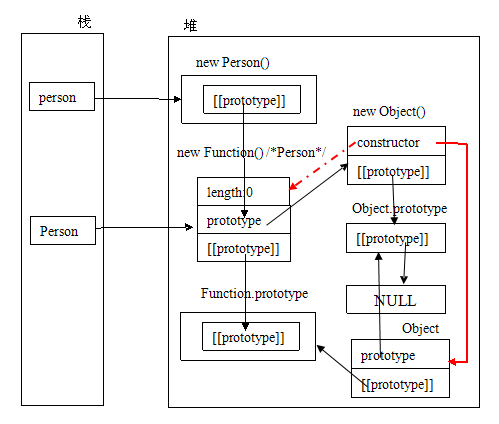 栈
堆
new Person()
person
[[prototype]]
new Object()
constructor
new Function() /*Person*/
[[prototype]]
length:0
Object.prototype
prototype
Person
[[prototype]]
[[prototype]]
Function.prototype
NULL
Object
[[prototype]]
prototype
[[prototype]]